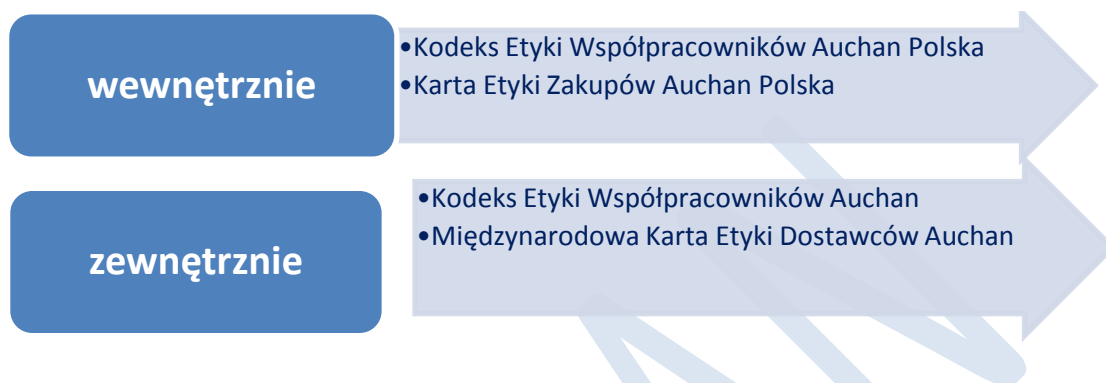 wewnętrznie
•Kodeks Etyki Współpracowników Auchan Polska
•Karta Etyki Zakupów Auchan Polska
zewnętrznie
•Kodeks Etyki Współpracowników Auchan
•Międzynarodowa Karta Etyki Dostawców Auchan